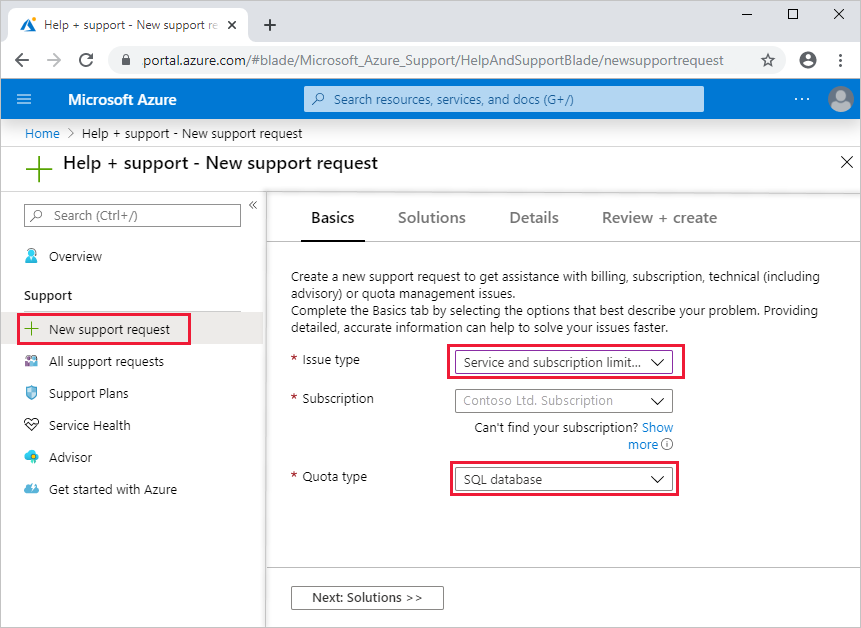 Help + support - New support re
portal.azure.com/#blade/Microsoft_Azure_Support/HelpAndSupportBlade/newsupportrequest
Microsoft Azure
Search resources, services, and docs (G+/)
Home > Help + support - New support request
Help + support - New support request
Search (Ctrl+/)
«
Overview
Support
New support request
All support requests
Support Plans
Service Health
Advisor
Get started with Azure
Basics
Solutions
Details
Review + create
Create a new support request to get assistance with billing, subscription, technical (including
advisory) or quota management issues.
Complete the Basics tab by selecting the options that best describe your problem. Providing
detailed, accurate information can help to solve your issues faster.
* Issue type
Service and subscription limit...
* Subscription
Contoso Ltd. Subscription
Can't find your subscription? Show
more
* Quota type
SQL database
Next: Solutions >>